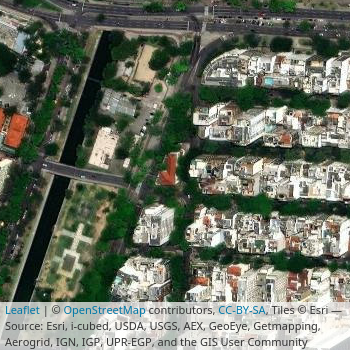 Leaflet | © OpenStreetMap contributors, CC-BY-SA, Tiles © Esri —
Source: Esri, i-cubed, USDA, USGS, AEX, GeoEye, Getmapping,
Aerogrid, IGN, IGP, UPR-EGP, and the GIS User Community